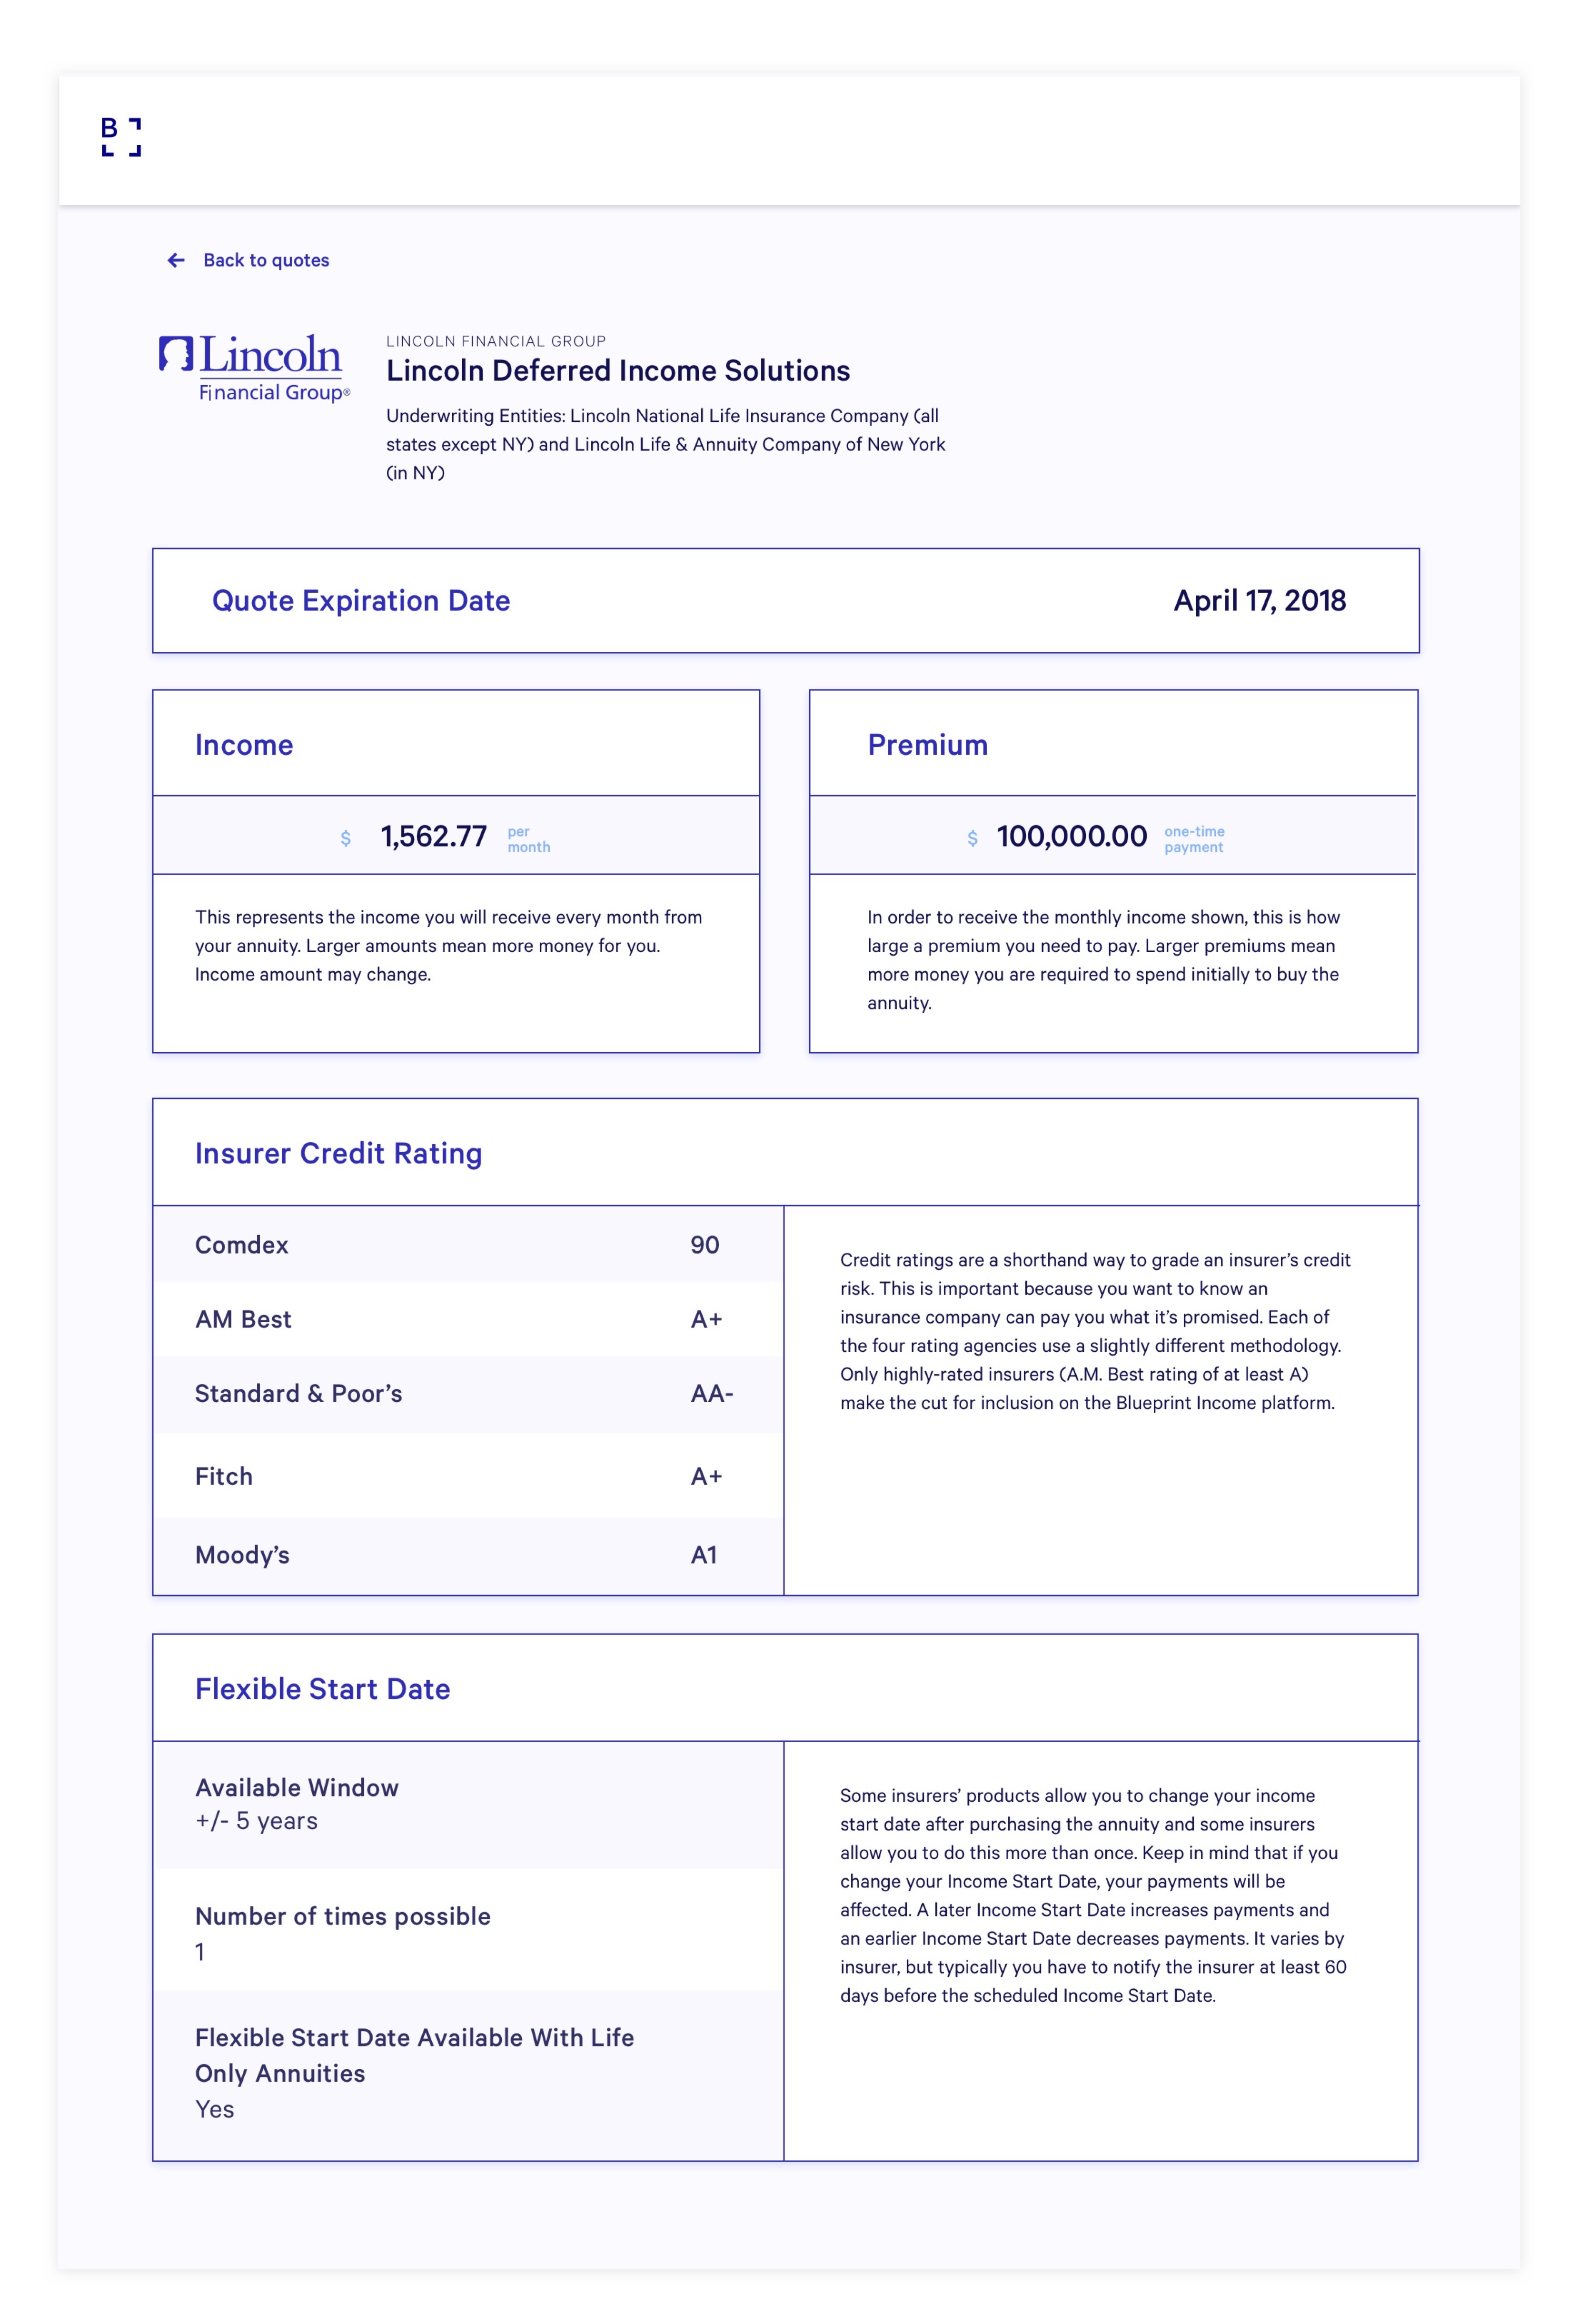 B
Back to quotes
Lincoln
Financial Group®
LINCOLN FINANCIAL GROUP
Lincoln Deferred Income Solutions
Underwriting Entities: Lincoln National Life Insurance Company (all
states except NY) and Lincoln Life & Annuity Company of New York
(in NY)
Quote Expiration Date
April 17, 2018
Income
$ 1,562.77 per
month
This represents the income you will receive every month from
your annuity. Larger amounts mean more money for you.
Income amount may change.
Premium
$ 100,000.00 one-time
payment
In order to receive the monthly income shown, this is how
large a premium you need to pay. Larger premiums mean
more money you are required to spend initially to buy the
annuity.
Insurer Credit Rating
Comdex 90
AM Best A+
Standard & Poor’s AA-
Fitch A+
Moody’s A1
Credit ratings are a shorthand way to grade an insurer’s credit
risk. This is important because you want to know an
insurance company can pay you what it’s promised. Each of
the four rating agencies use a slightly different methodology.
Only highly-rated insurers (A.M. Best rating of at least A)
make the cut for inclusion on the Blueprint Income platform.
Flexible Start Date
Available Window
+/- 5 years
Number of times possible
1
Flexible Start Date Available With Life
Only Annuities
Yes
Some insurers’ products allow you to change your income
start date after purchasing the annuity and some insurers
allow you to do this more than once. Keep in mind that if you
change your Income Start Date, your payments will be
affected. A later Income Start Date increases payments and
an earlier Income Start Date decreases payments. It varies by
insurer, but typically you have to notify the insurer at least 60
days before the scheduled Income Start Date.